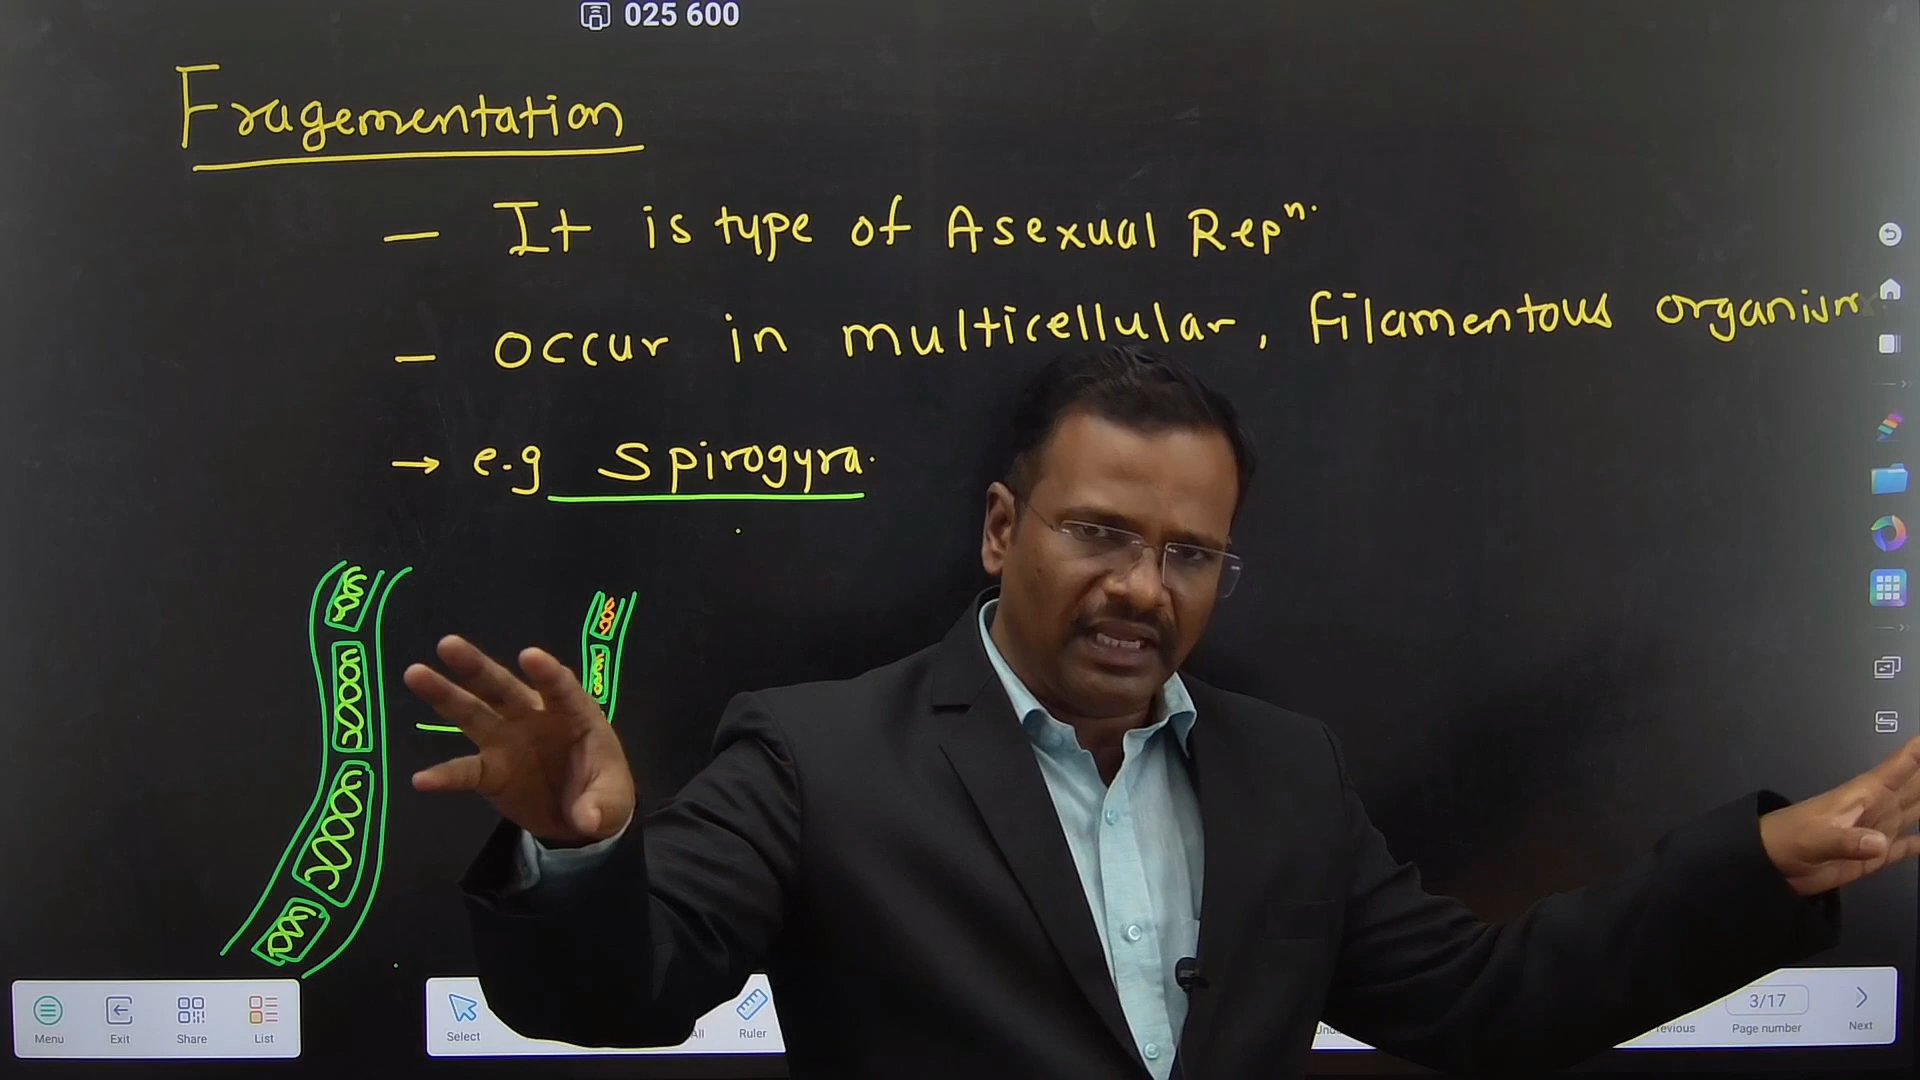 025 600
Fragementation
— It is type of Asexual Repⁿ.
— occur in multicellular, filamentous organism
→ e.g Spirogyra.
Menu Exit Share List Select Ruler Page number Next
3/17